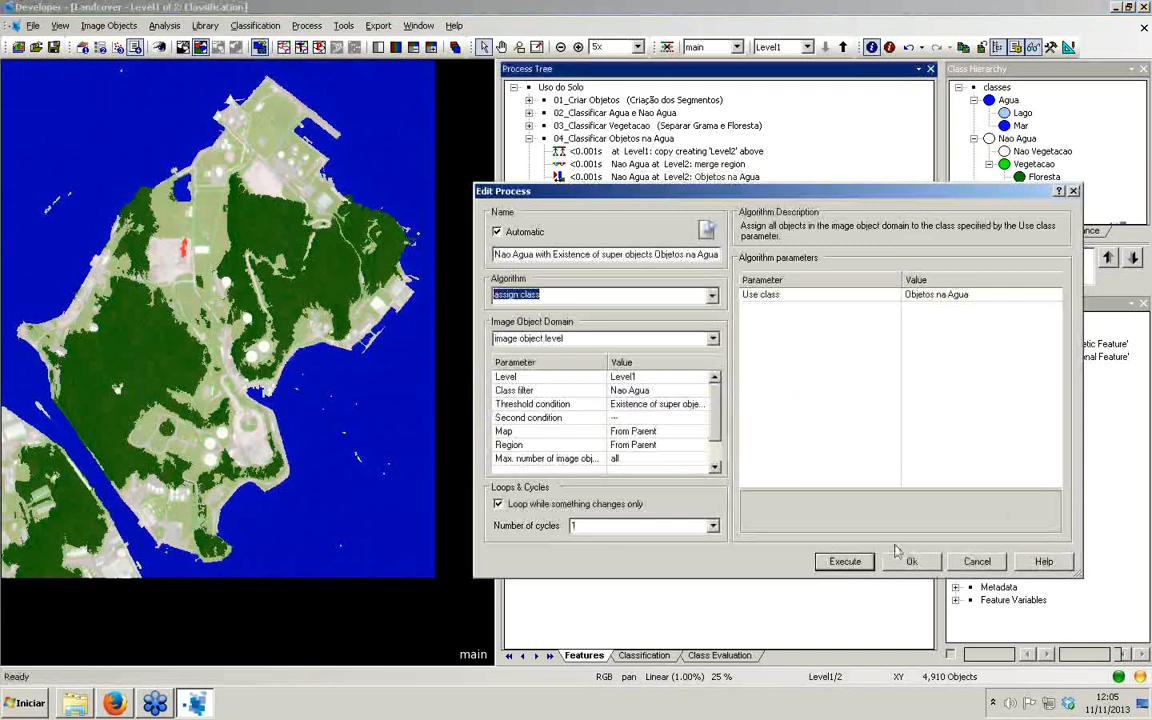 Developer - [Landcover - Level1 of 2: Classification]
File View Image Objects Analysis Library Classification Process Tools Export Window Help
5x main Level1
Process Tree
Uso do Solo
01_Criar Objetos (Criação dos Segmentos)
02_Classificar Agua e Nao Agua
03_Classificar Vegetacao (Separar Grama e Floresta)
04_Classificar Objetos na Agua
<0.001s at Level1: copy creating 'Level2' above
<0.001s Nao Agua at Level2: merge region
<0.001s Nao Agua at Level2: Objetos na Agua
Class Hierarchy
classes
Agua
Lago
Mar
Nao Agua
Nao Vegetacao
Vegetacao
Floresta
Edit Process
Name
Automatic
Nao Agua with Existence of super objects Objetos na Agua
Algorithm
assign class
Image Object Domain
image object level
Parameter Value
Level Level1
Class filter Nao Agua
Threshold condition Existence of super obje...
Second condition ---
Map From Parent
Region From Parent
Max. number of image obj... all
Loops & Cycles
Loop while something changes only
Number of cycles 1
Algorithm Description
Assign all objects in the image object domain to the class specified by the Use class
parameter.
Algorithm parameters
Parameter Value
Use class Objetos na Agua
Execute Ok Cancel Help
ance
etic Feature'
onal Feature'
Metadata
Feature Variables
main
Features Classification Class Evaluation
Ready RGB pan Linear (1.00%) 25 % Level1/2 XY 4,910 Objects
Iniciar
12:05
11/11/2013